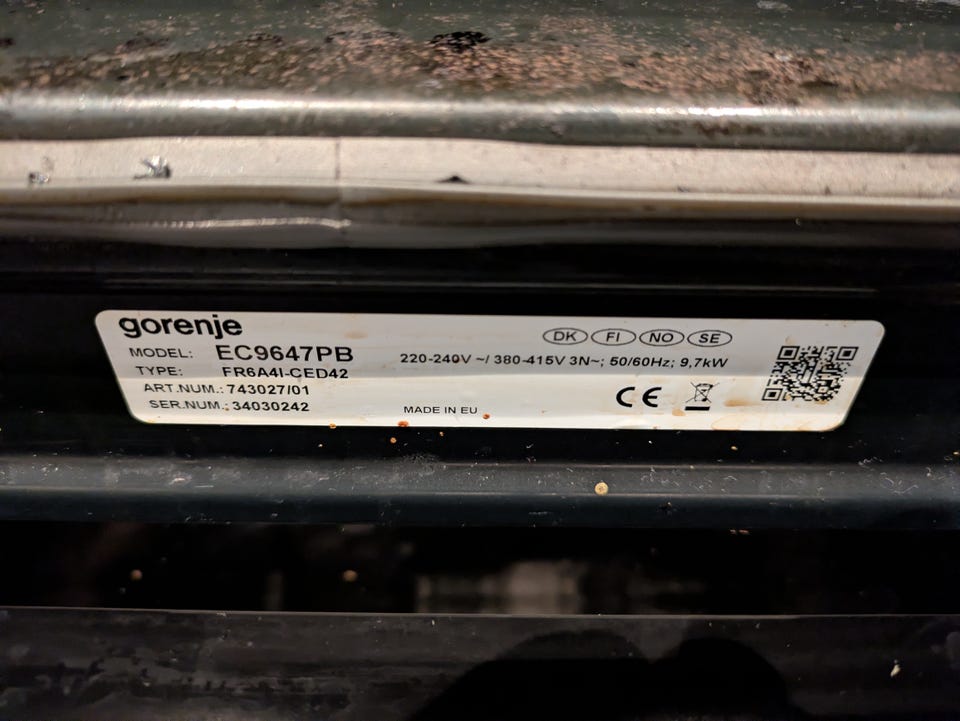 gorenje
DK FI NO SE
MODEL: EC9647PB
220-240V ~/ 380-415V 3N~; 50/60Hz; 9,7kW
TYPE: FR6A4I-CED42
ART.NUM.: 743027/01
CE
SER.NUM.: 34030242
MADE IN EU